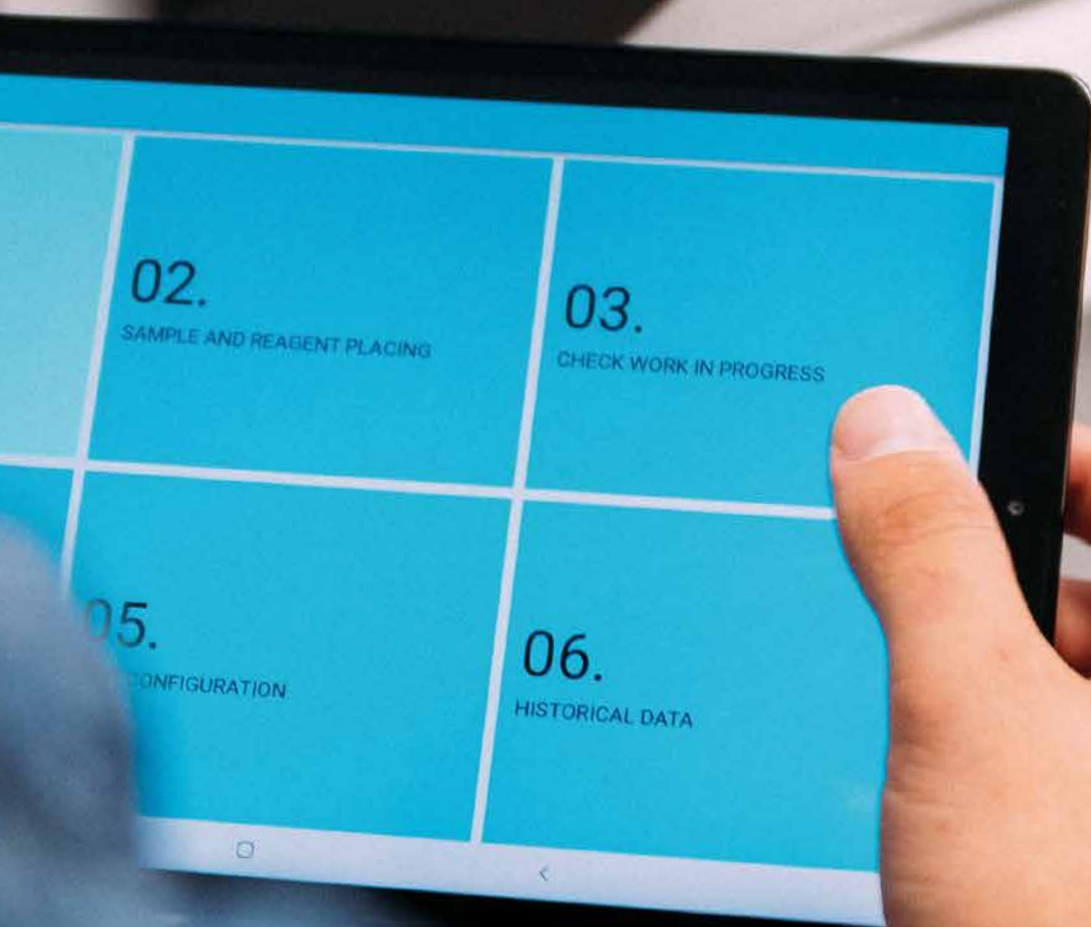 02.
SAMPLE AND REAGENT PLACING
03.
CHECK WORK IN PROGRESS
05.
CONFIGURATION
06.
HISTORICAL DATA